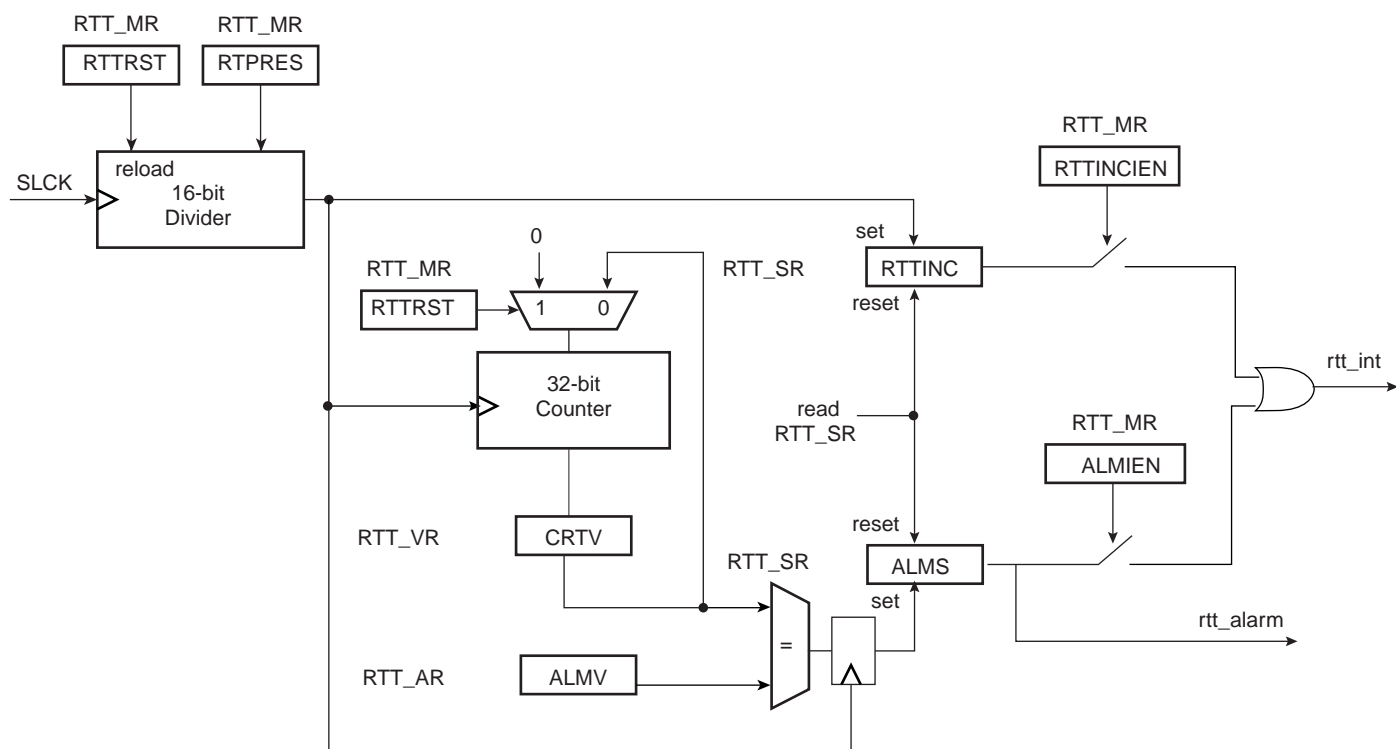 RTT_MR
RTT_MR
RTTRST
RTPRES
SLCK
reload
16-bit
Divider
RTT_MR
RTTINCIEN
0
set
RTT_MR
RTT_SR
RTTINC
RTTRST
1
0
reset
32-bit
Counter
rtt_int
read
RTT_SR
RTT_MR
ALMIEN
reset
RTT_VR
CRTV
RTT_SR
ALMS
set
rtt_alarm
=
RTT_AR
ALMV